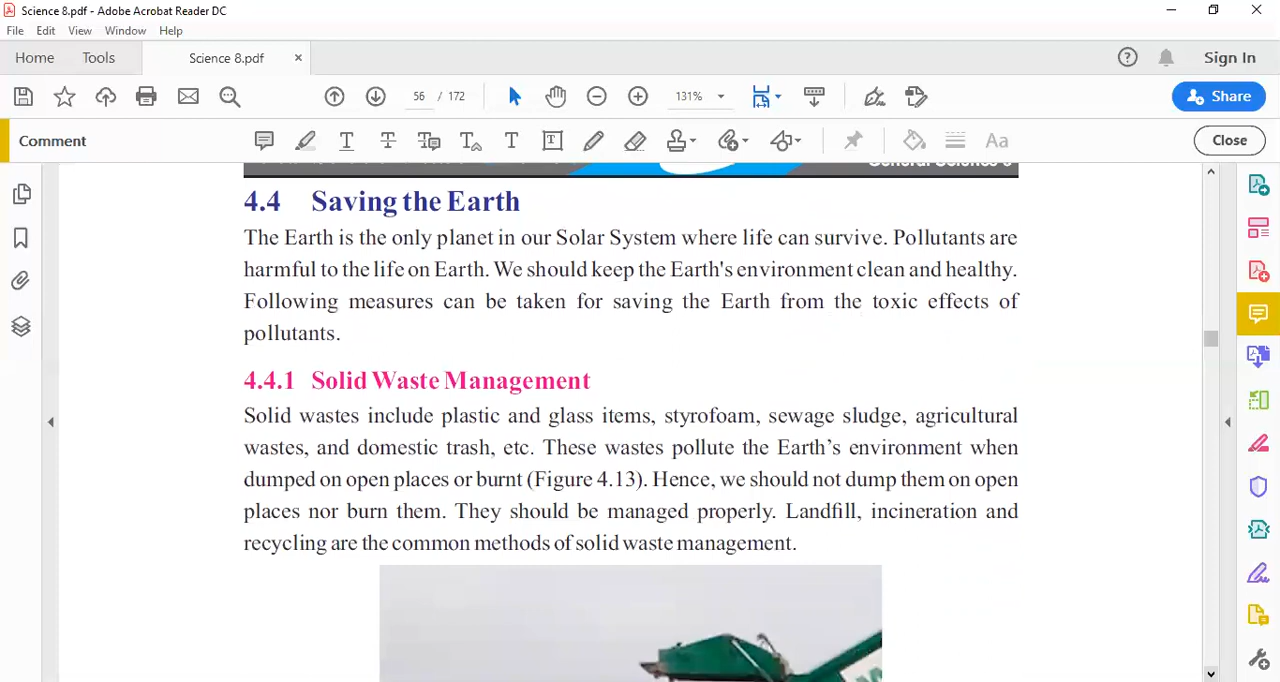 Science 8.pdf - Adobe Acrobat Reader DC
File Edit View Window Help
Home Tools Science 8.pdf × Sign In
56 / 172 131% Share
Comment Aa Close
General Science 8
4.4 Saving the Earth
The Earth is the only planet in our Solar System where life can survive. Pollutants are
harmful to the life on Earth. We should keep the Earth's environment clean and healthy.
Following measures can be taken for saving the Earth from the toxic effects of
pollutants.
4.4.1 Solid Waste Management
Solid wastes include plastic and glass items, styrofoam, sewage sludge, agricultural
wastes, and domestic trash, etc. These wastes pollute the Earth’s environment when
dumped on open places or burnt (Figure 4.13). Hence, we should not dump them on open
places nor burn them. They should be managed properly. Landfill, incineration and
recycling are the common methods of solid waste management.